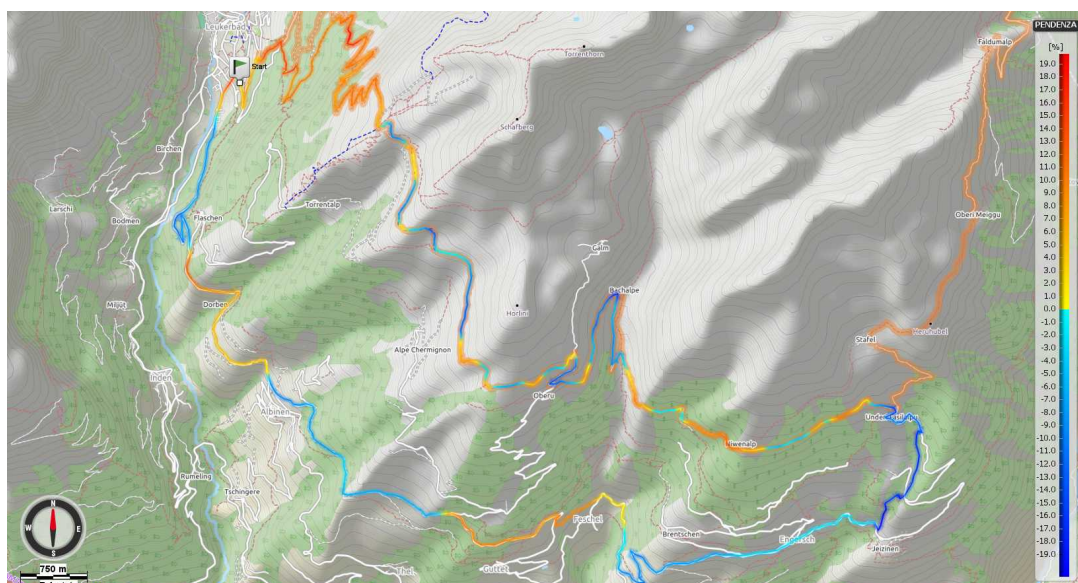 Leukerbad
Start
Torrenthorn
Faldumalp
PENDENZA
[%]
19.0
18.0
17.0
16.0
15.0
14.0
13.0
12.0
11.0
10.0
9.0
8.0
7.0
6.0
5.0
4.0
3.0
2.0
1.0
0.0
-1.0
-2.0
-3.0
-4.0
-5.0
-6.0
-7.0
-8.0
-9.0
-10.0
-11.0
-12.0
-13.0
-14.0
-15.0
-16.0
-17.0
-18.0
-19.0
Schafberg
Birchen
Larschi
Bodmen
Flaschen
Torrentalp
Oberi Meiggu
Galm
Bachalpe
Miljüt
Dorben
Horlini
Stafel
Alpe Chermignon
Inden
Oberu
Albinen
Rumeling
Tschingere
Feschel
Brentschen
Engersch
Jeizinen
Thel
Guttet
N
W
E
S
750 m